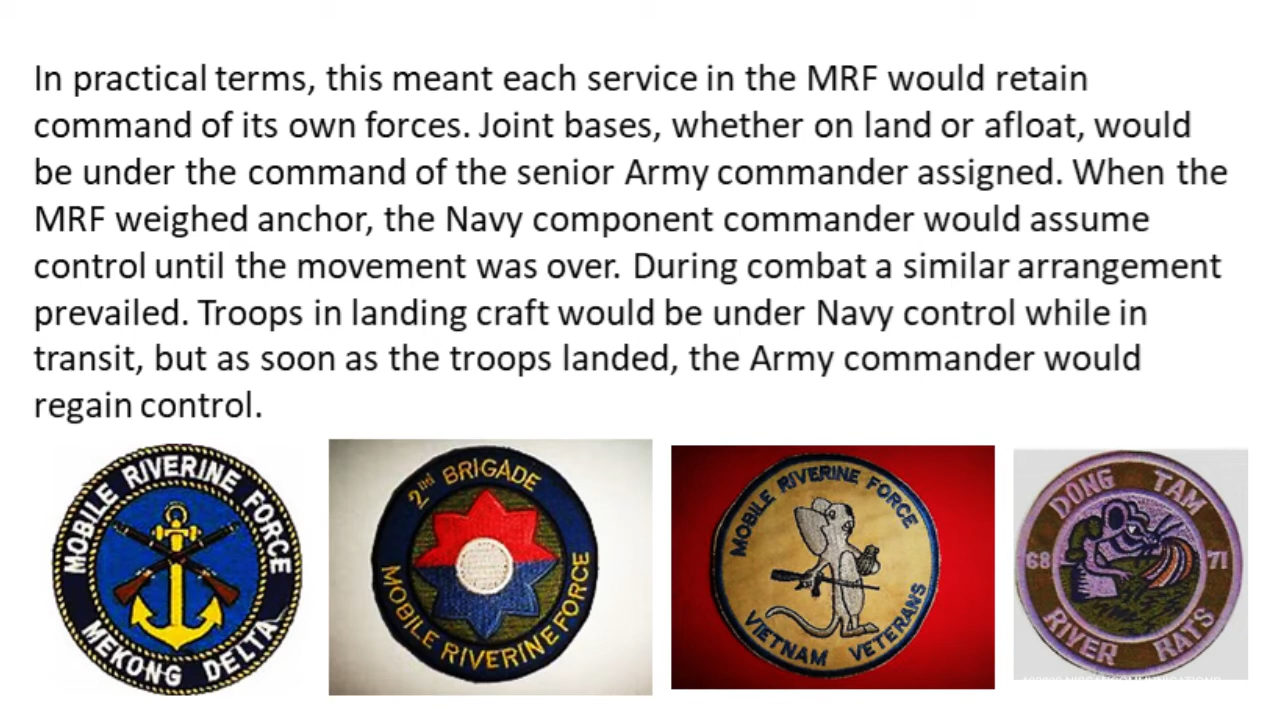 In practical terms, this meant each service in the MRF would retain
command of its own forces. Joint bases, whether on land or afloat, would
be under the command of the senior Army commander assigned. When the
MRF weighed anchor, the Navy component commander would assume
control until the movement was over. During combat a similar arrangement
prevailed. Troops in landing craft would be under Navy control while in
transit, but as soon as the troops landed, the Army commander would
regain control.
MOBILE RIVERINE FORCE
MEKONG DELTA
2nd BRIGADE
MOBILE RIVERINE FORCE
MOBILE RIVERINE FORCE
VIETNAM VETERANS
DONG TAM
68 '71
RIVER RATS